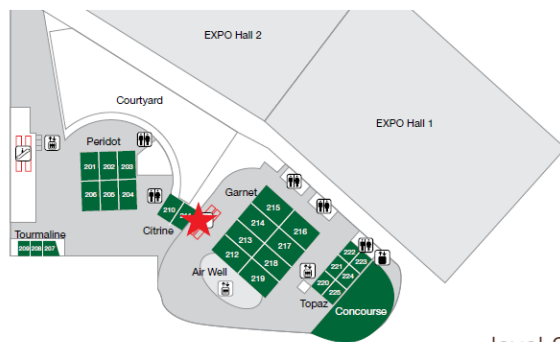 EXPO Hall 2
EXPO Hall 1
Courtyard
Peridot
201 202 203
206 205 204
210
Citrine
Tourmaline
209 208 207
Garnet
215
214 216
213 217
212 218
219
Air Well
222
221 223
220 224
225
Topaz
Concourse